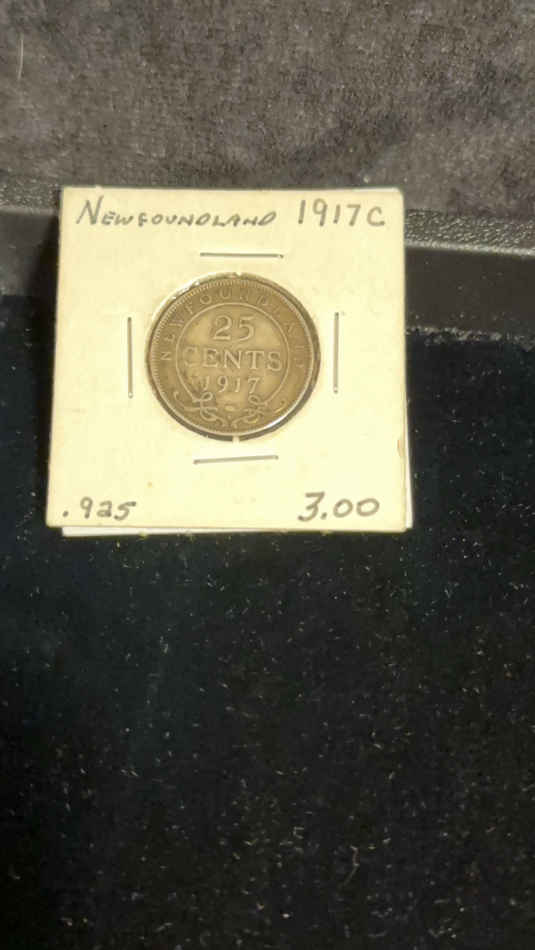 NEWFOUNDLAND 1917C
NEWFOUNDLAND
25
CENTS
1917
.925 3.00